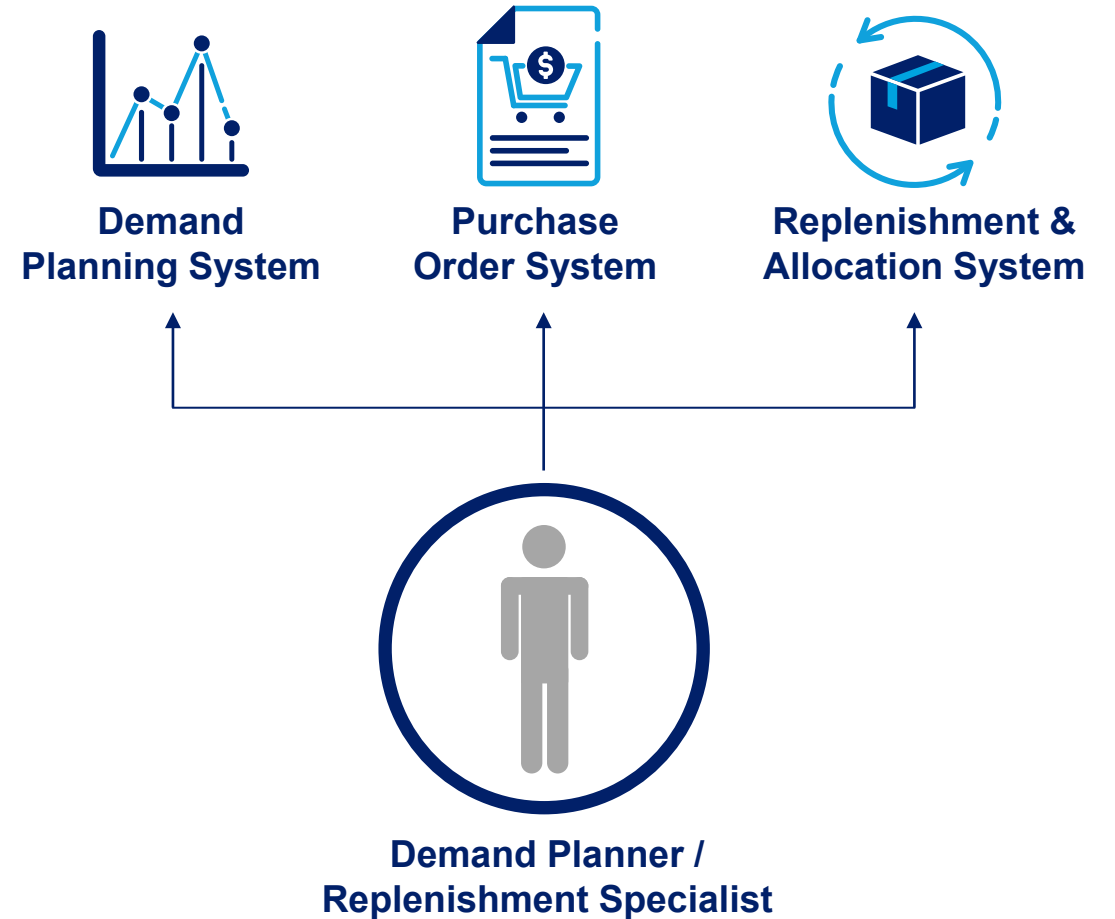 $
Demand
Planning System
Purchase
Order System
Replenishment &
Allocation System
Demand Planner /
Replenishment Specialist